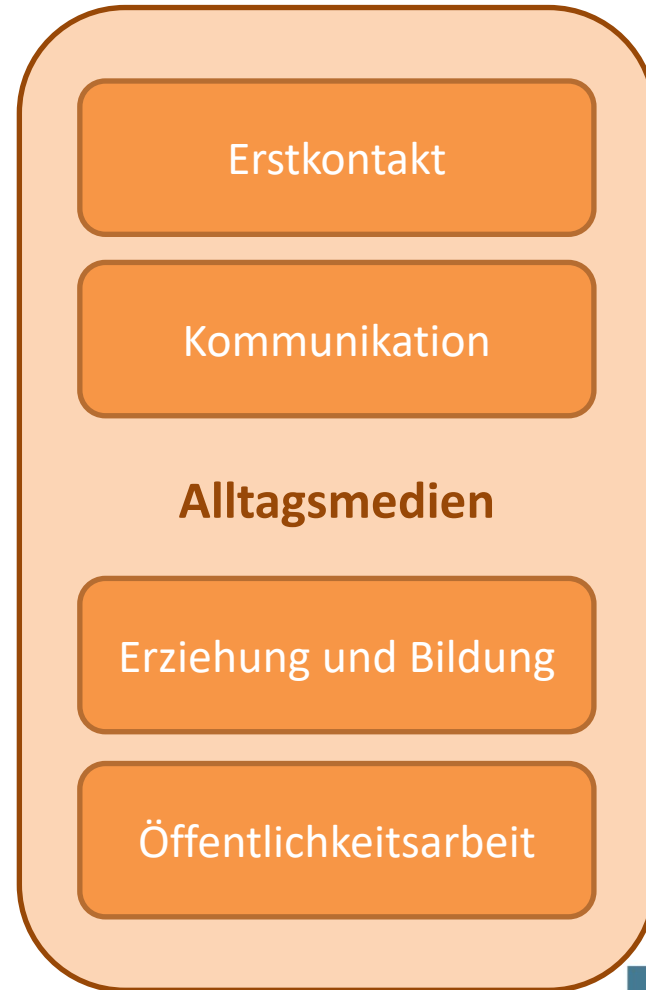 Erstkontakt
Kommunikation
Alltagsmedien
Erziehung und Bildung
Öffentlichkeitsarbeit